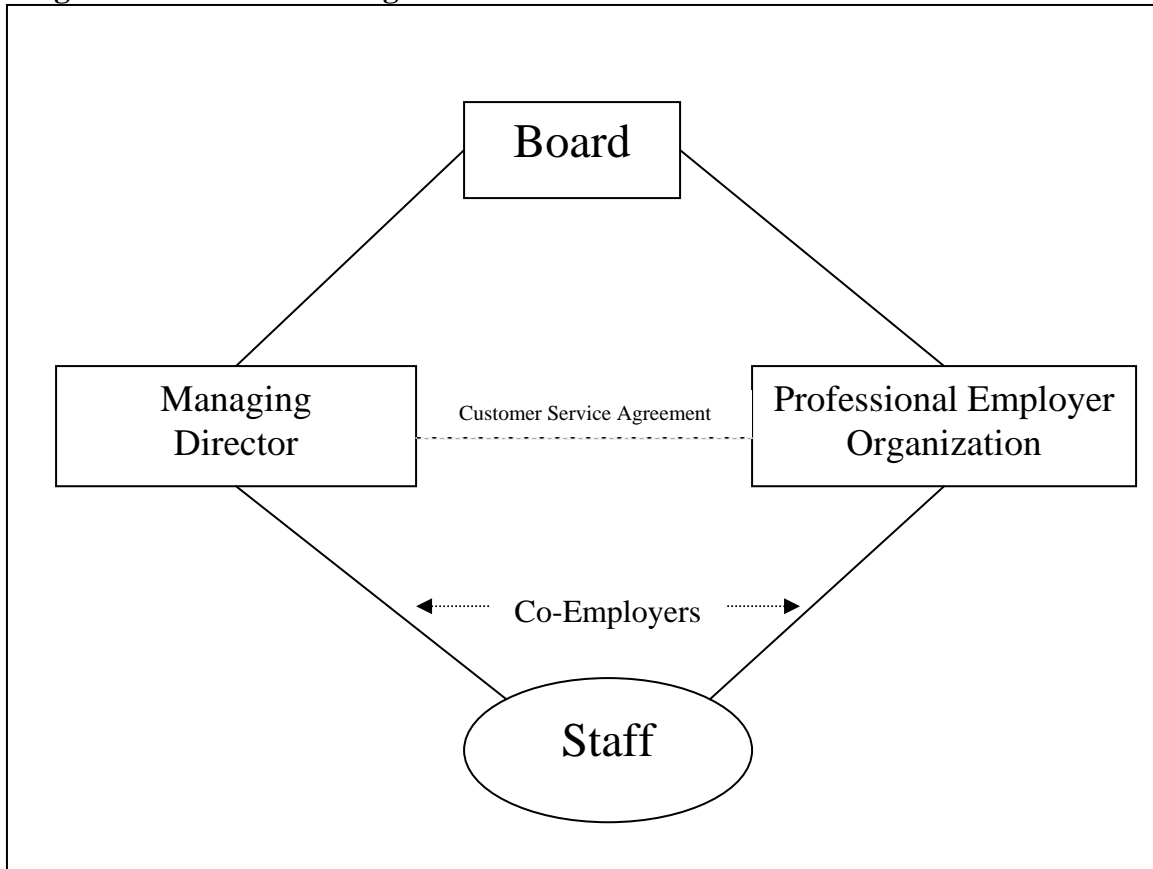 Board
Managing
Director
Customer Service Agreement
Professional Employer
Organization
Co-Employers
Staff